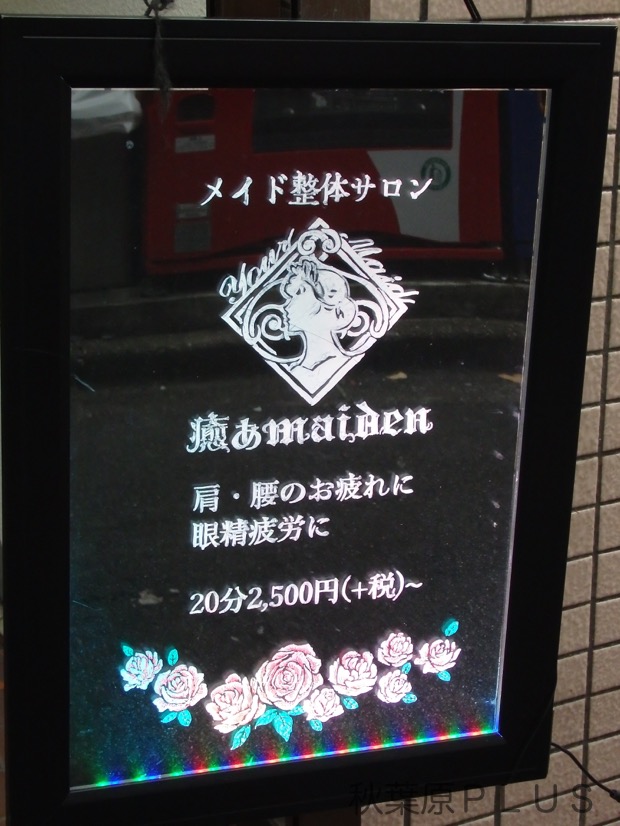 メイド整体サロン
Your Maid
癒あmaiden
肩・腰のお疲れに
眼精疲労に
20分2,500円(+税)~
秋葉原PLUS